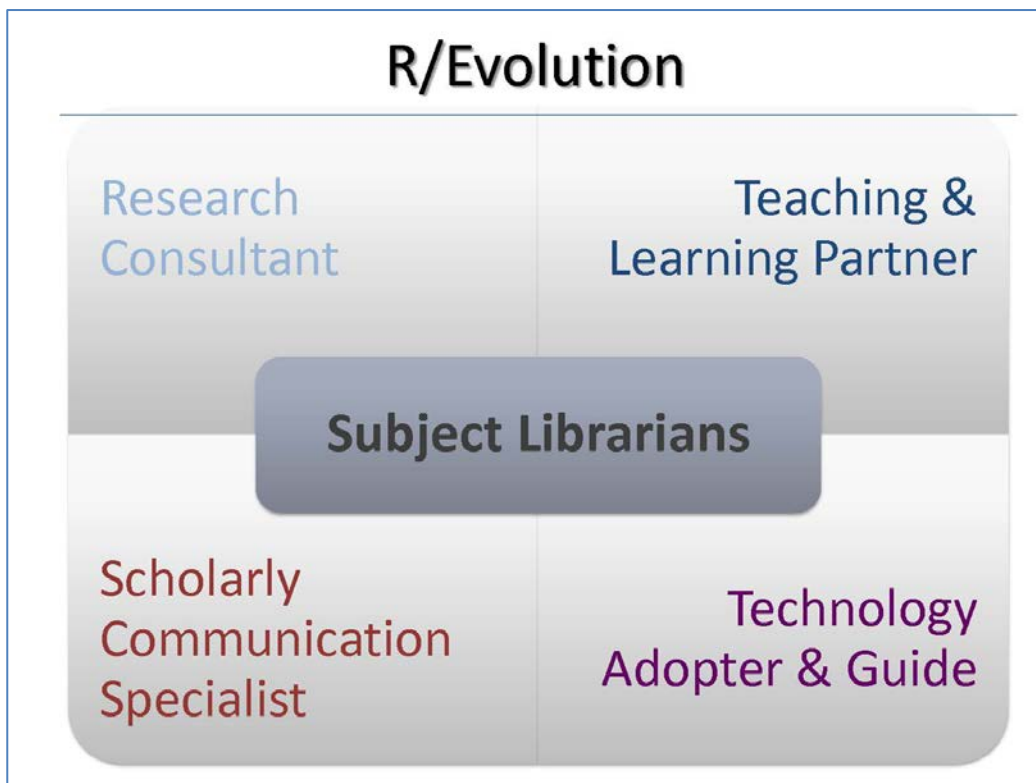 R/Evolution
Research
Consultant
Teaching &
Learning Partner
Subject Librarians
Scholarly
Communication
Specialist
Technology
Adopter & Guide